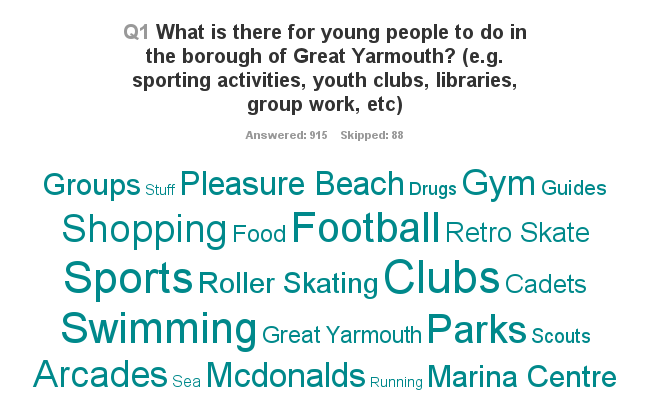 Q1 What is there for young people to do in
the borough of Great Yarmouth? (e.g.
sporting activities, youth clubs, libraries,
group work, etc)
Answered: 915 Skipped: 88
Groups Stuff Pleasure Beach Drugs Gym Guides
Shopping Food Football Retro Skate
Sports Roller Skating Clubs Cadets
Swimming Great Yarmouth Parks Scouts
Arcades Sea Mcdonalds Running Marina Centre